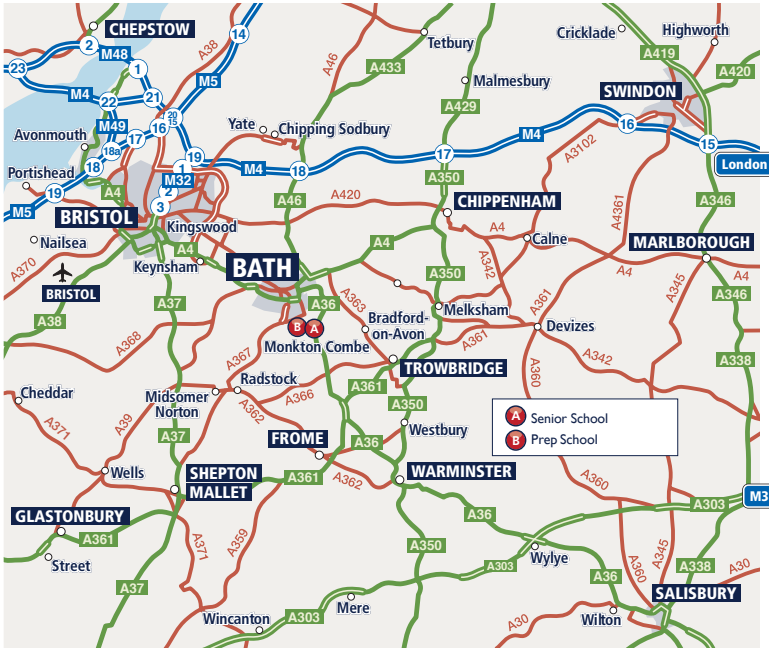 CHEPSTOW
A38
14
A46
Tetbury
Cricklade
Highworth
A419
2
M48
23
1
A433
Malmesbury
A420
M4
22
21
M5
SWINDON
A429
M49
20
15
16
Yate
Chipping Sodbury
M4
16
Avonmouth
17
18a
A3102
15
London
Portishead
18
19
1
M4
18
17
M32
A350
19
A4
2
A46
A420
CHIPPENHAM
A4361
A346
M5
BRISTOL
3
Kingswood
A4
Calne
MARLBOROUGH
Nailsea
A4
A4
A370
Keynsham
BATH
A350
A342
A4
A345
A4
BRISTOL
A346
A37
A36
A363
Melksham
A361
A38
B
A
Bradford-
on-Avon
A361
Devizes
A368
A367
Monkton Combe
A342
A338
TROWBRIDGE
A360
Radstock
A361
Cheddar
Midsomer
Norton
A366
A362
A350
A
Senior School
A371
A39
B
Prep School
A37
FROME
A36
Westbury
Wells
SHEPTON
MALLET
A361
A362
WARMINSTER
A360
M3
A303
GLASTONBURY
A36
A361
A371
A359
A350
Wylye
A345
Street
A303
A360
A338
A30
A37
A36
SALISBURY
Mere
Wincanton
A303
A30
Wilton